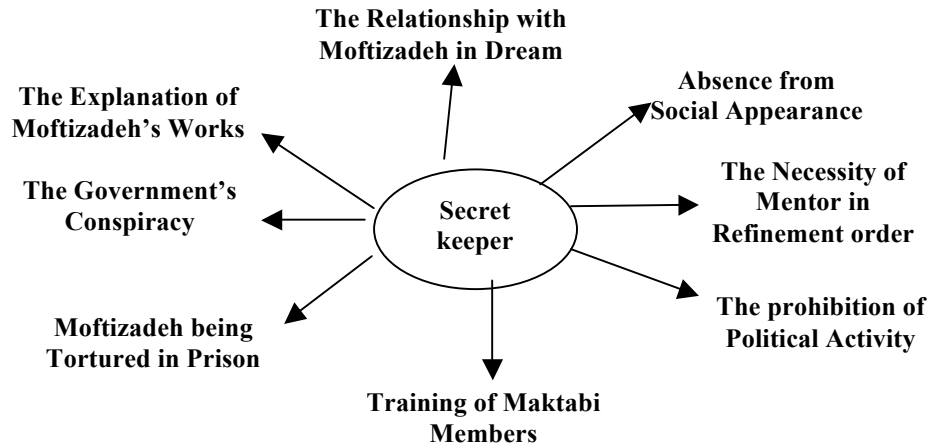 The Relationship with
Moftizadeh in Dream
Absence from
Social Appearance
The Explanation of
Moftizadeh's Works
The Necessity of
Mentor in
Refinement order
The Government's
Conspiracy
Secret
keeper
The prohibition of
Political Activity
Moftizadeh being
Tortured in Prison
Training of Maktabi
Members